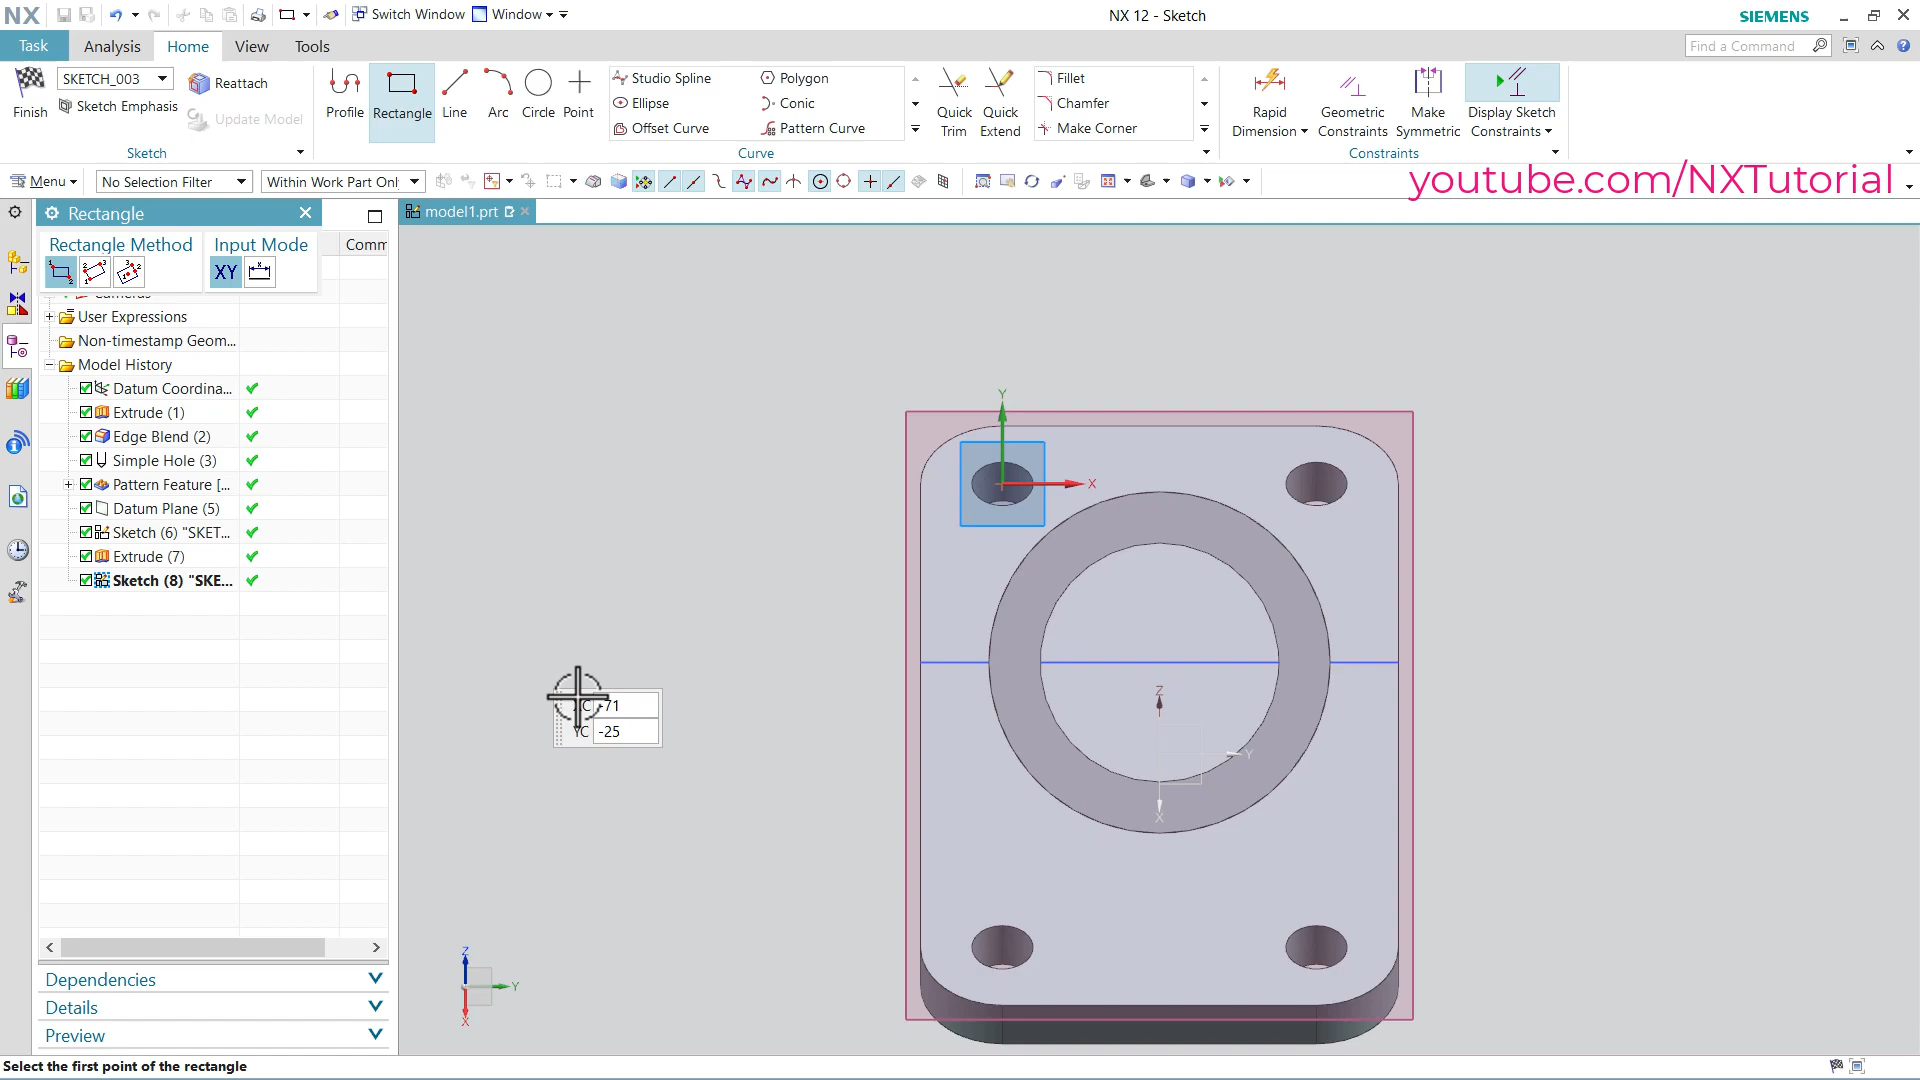 NX
Switch Window
Window
NX 12 - Sketch
SIEMENS
Task
Analysis
Home
View
Tools
Find a Command
Finish
SKETCH_003
Sketch Emphasis
Reattach
Update Model
Sketch
Profile
Rectangle
Line
Arc
Circle
Point
Studio Spline
Ellipse
Offset Curve
Polygon
Conic
Pattern Curve
Curve
Quick Trim
Quick Extend
Fillet
Chamfer
Make Corner
Rapid Dimension
Geometric Constraints
Make Symmetric
Display Sketch Constraints
Constraints
Menu
No Selection Filter
Within Work Part Onl
youtube.com/NXTutorial
Rectangle
Rectangle Method
Input Mode
XY
Comm
model1.prt
Cameras
User Expressions
Non-timestamp Geom...
Model History
Datum Coordina...
Extrude (1)
Edge Blend (2)
Simple Hole (3)
Pattern Feature [...
Datum Plane (5)
Sketch (6) "SKET...
Extrude (7)
Sketch (8) "SKE...
Dependencies
Details
Preview
Y
X
Z
Y
X
XC -71
YC -25
Z
Y
X
Select the first point of the rectangle